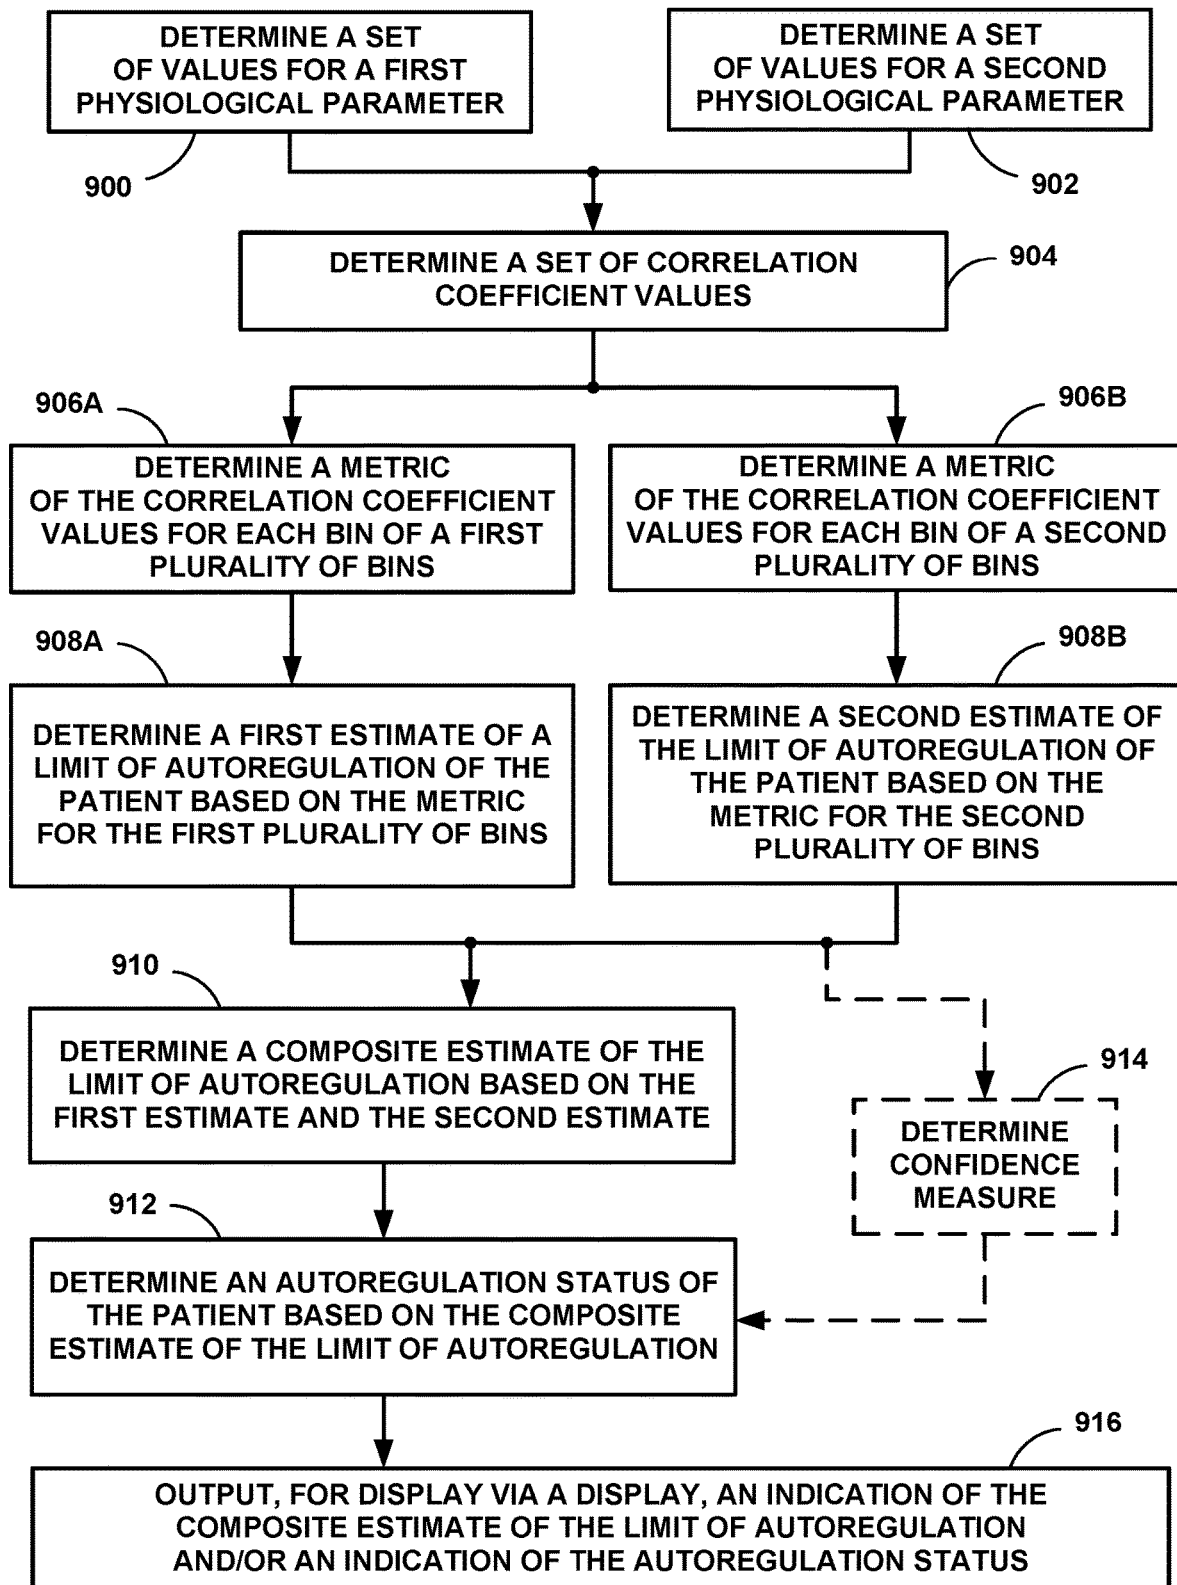 DETERMINE A SET
OF VALUES FOR A FIRST
PHYSIOLOGICAL PARAMETER
900
DETERMINE A SET
OF VALUES FOR A SECOND
PHYSIOLOGICAL PARAMETER
902
DETERMINE A SET OF CORRELATION
COEFFICIENT VALUES
904
906A
DETERMINE A METRIC
OF THE CORRELATION COEFFICIENT
VALUES FOR EACH BIN OF A FIRST
PLURALITY OF BINS
906B
DETERMINE A METRIC
OF THE CORRELATION COEFFICIENT
VALUES FOR EACH BIN OF A SECOND
PLURALITY OF BINS
908A
DETERMINE A FIRST ESTIMATE OF A
LIMIT OF AUTOREGULATION OF THE
PATIENT BASED ON THE METRIC
FOR THE FIRST PLURALITY OF BINS
908B
DETERMINE A SECOND ESTIMATE OF
THE LIMIT OF AUTOREGULATION OF
THE PATIENT BASED ON THE
METRIC FOR THE SECOND
PLURALITY OF BINS
910
DETERMINE A COMPOSITE ESTIMATE OF THE
LIMIT OF AUTOREGULATION BASED ON THE
FIRST ESTIMATE AND THE SECOND ESTIMATE
914
DETERMINE
CONFIDENCE
MEASURE
912
DETERMINE AN AUTOREGULATION STATUS OF
THE PATIENT BASED ON THE COMPOSITE
ESTIMATE OF THE LIMIT OF AUTOREGULATION
916
OUTPUT, FOR DISPLAY VIA A DISPLAY, AN INDICATION OF THE
COMPOSITE ESTIMATE OF THE LIMIT OF AUTOREGULATION
AND/OR AN INDICATION OF THE AUTOREGULATION STATUS